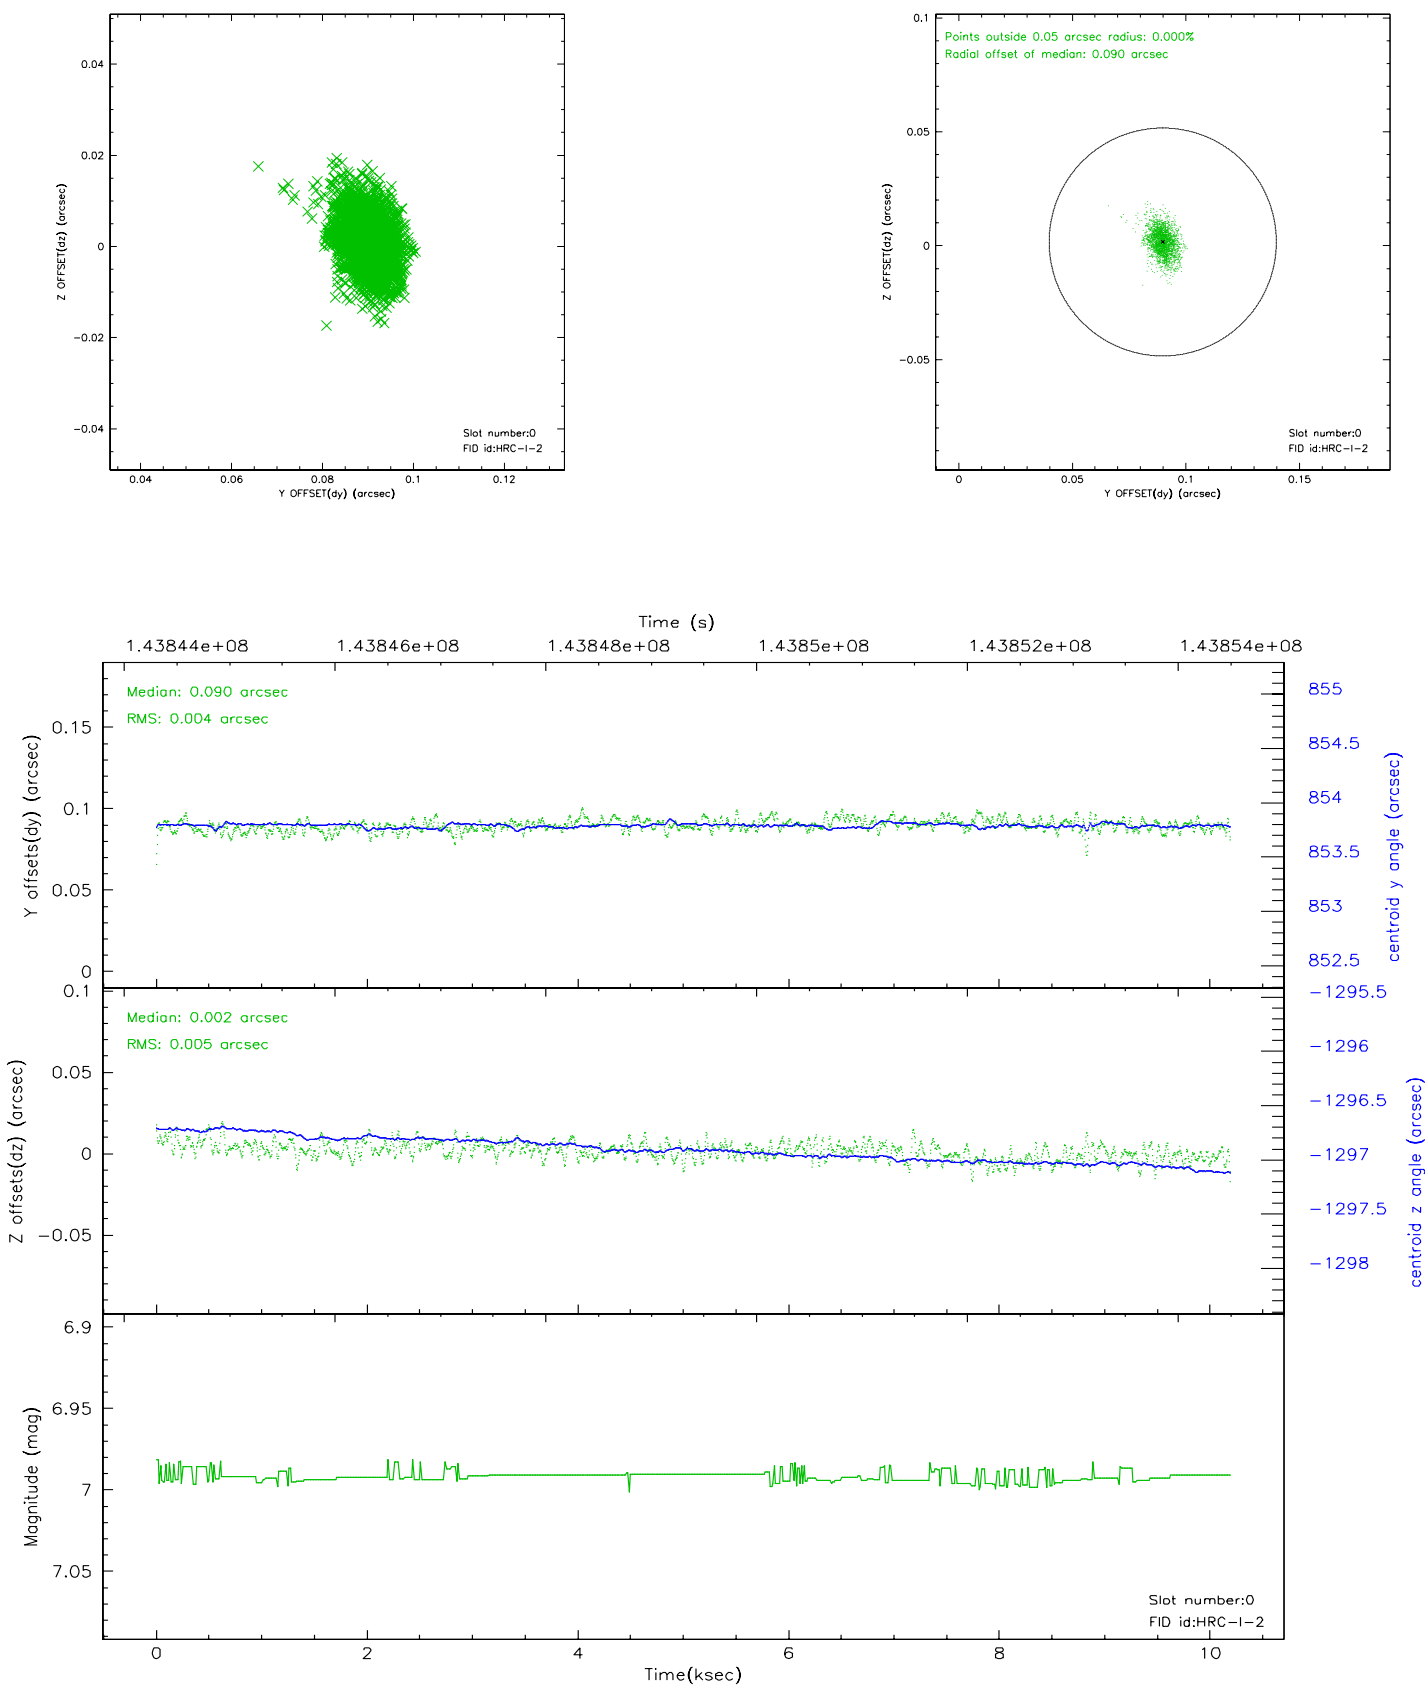 0.04
0.02
0
−0.02
−0.04
Z OFFSET(dz) (arcsec)
Slot number:0
FID id:HRC−I−2
0.04 0.06 0.08 0.1 0.12
Y OFFSET(dy) (arcsec)
0.1
0.05
0
−0.05
Z OFFSET(dz) (arcsec)
Points outside 0.05 arcsec radius: 0.000%
Radial offset of median: 0.090 arcsec
Slot number:0
FID id:HRC−I−2
0 0.05 0.1 0.15
Y OFFSET(dy) (arcsec)
Time (s)
1.43844e+08 1.43846e+08 1.43848e+08 1.4385e+08 1.43852e+08 1.43854e+08
Median: 0.090 arcsec
RMS: 0.004 arcsec
0.15
0.1
0.05
0
Y offsets(dy) (arcsec)
855
854.5
854
853.5
853
852.5
centroid y angle (arcsec)
Median: 0.002 arcsec
RMS: 0.005 arcsec
0.1
0.05
0
−0.05
Z offsets(dz) (arcsec)
−1295.5
−1296
−1296.5
−1297
−1297.5
−1298
centroid z angle (arcsec)
6.9
6.95
7
7.05
Magnitude (mag)
Slot number:0
FID id:HRC−I−2
0 2 4 6 8 10
Time(ksec)